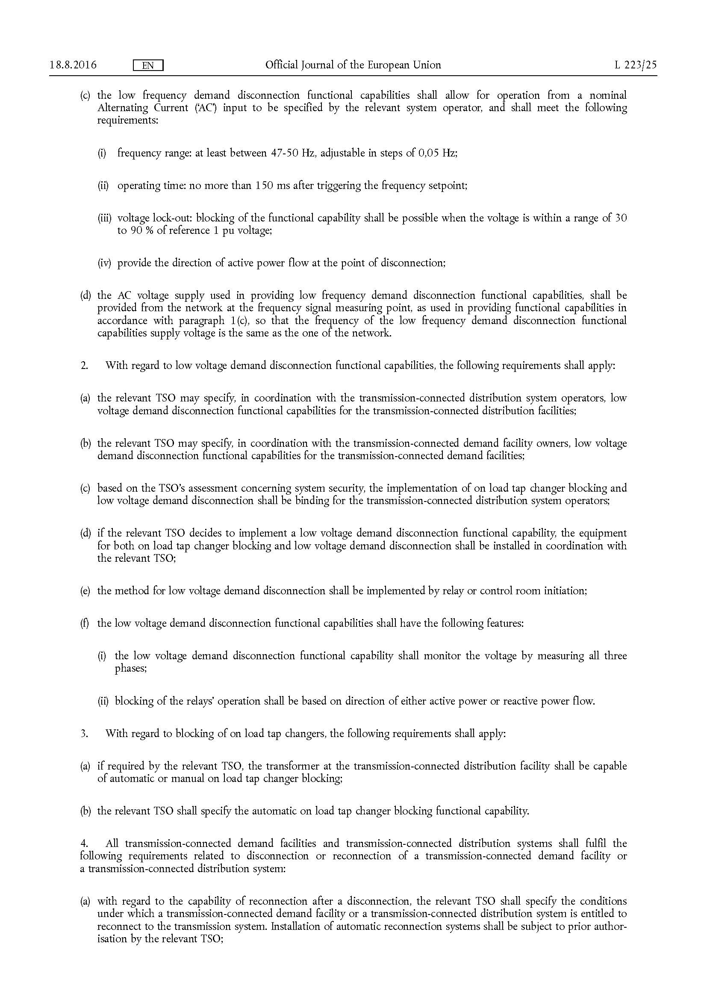 18.8.2016 EN Official Journal of the European Union L 223/25
(c) the low frequency demand disconnection functional capabilities shall allow for operation from a nominal
Alternating Current (‘AC’) input to be specified by the relevant system operator, and shall meet the following
requirements:
(i) frequency range: at least between 47-50 Hz, adjustable in steps of 0,05 Hz;
(ii) operating time: no more than 150 ms after triggering the frequency setpoint;
(iii) voltage lock-out: blocking of the functional capability shall be possible when the voltage is within a range of 30
to 90 % of reference 1 pu voltage;
(iv) provide the direction of active power flow at the point of disconnection;
(d) the AC voltage supply used in providing low frequency demand disconnection functional capabilities, shall be
provided from the network at the frequency signal measuring point, as used in providing functional capabilities in
accordance with paragraph 1(c), so that the frequency of the low frequency demand disconnection functional
capabilities supply voltage is the same as the one of the network.
2. With regard to low voltage demand disconnection functional capabilities, the following requirements shall apply:
(a) the relevant TSO may specify, in coordination with the transmission-connected distribution system operators, low
voltage demand disconnection functional capabilities for the transmission-connected distribution facilities;
(b) the relevant TSO may specify, in coordination with the transmission-connected demand facility owners, low voltage
demand disconnection functional capabilities for the transmission-connected demand facilities;
(c) based on the TSO’s assessment concerning system security, the implementation of on load tap changer blocking and
low voltage demand disconnection shall be binding for the transmission-connected distribution system operators;
(d) if the relevant TSO decides to implement a low voltage demand disconnection functional capability, the equipment
for both on load tap changer blocking and low voltage demand disconnection shall be installed in coordination with
the relevant TSO;
(e) the method for low voltage demand disconnection shall be implemented by relay or control room initiation;
(f) the low voltage demand disconnection functional capabilities shall have the following features:
(i) the low voltage demand disconnection functional capability shall monitor the voltage by measuring all three
phases;
(ii) blocking of the relays’ operation shall be based on direction of either active power or reactive power flow.
3. With regard to blocking of on load tap changers, the following requirements shall apply:
(a) if required by the relevant TSO, the transformer at the transmission-connected distribution facility shall be capable
of automatic or manual on load tap changer blocking;
(b) the relevant TSO shall specify the automatic on load tap changer blocking functional capability.
4. All transmission-connected demand facilities and transmission-connected distribution systems shall fulfil the
following requirements related to disconnection or reconnection of a transmission-connected demand facility or
a transmission-connected distribution system:
(a) with regard to the capability of reconnection after a disconnection, the relevant TSO shall specify the conditions
under which a transmission-connected demand facility or a transmission-connected distribution system is entitled to
reconnect to the transmission system. Installation of automatic reconnection systems shall be subject to prior author-
isation by the relevant TSO;